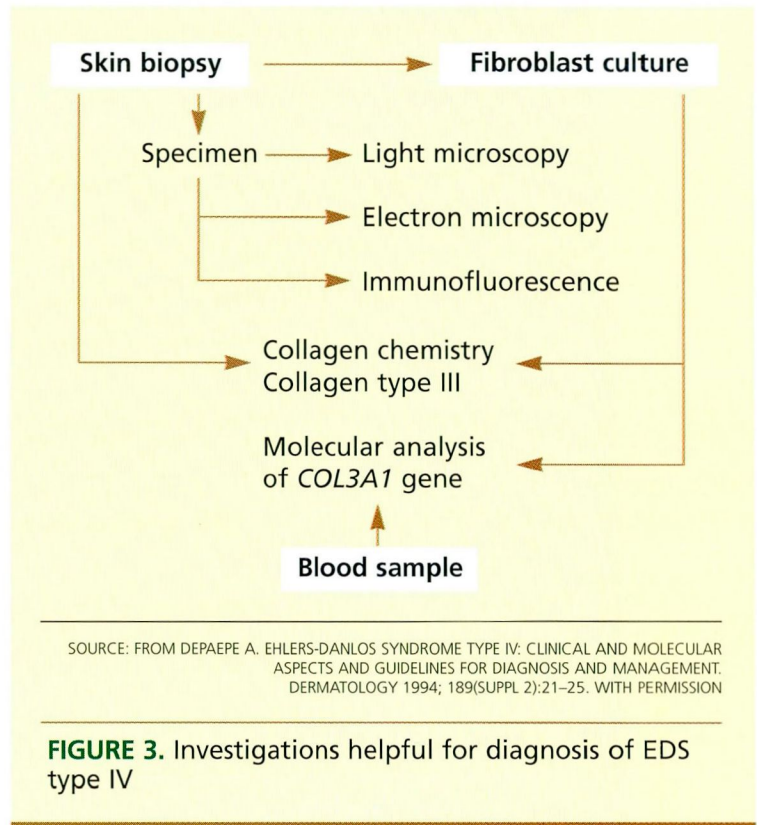 Skin biopsy
Fibroblast culture
Specimen
Light microscopy
Electron microscopy
Immunofluorescence
Collagen chemistry
Collagen type III
Molecular analysis
of COL3A1 gene
Blood sample
SOURCE: FROM DEPAEPE A. EHLERS-DANLOS SYNDROME TYPE IV: CLINICAL AND MOLECULAR
ASPECTS AND GUIDELINES FOR DIAGNOSIS AND MANAGEMENT.
DERMATOLOGY 1994; 189(SUPPL 2):21–25. WITH PERMISSION
FIGURE 3. Investigations helpful for diagnosis of EDS
type IV